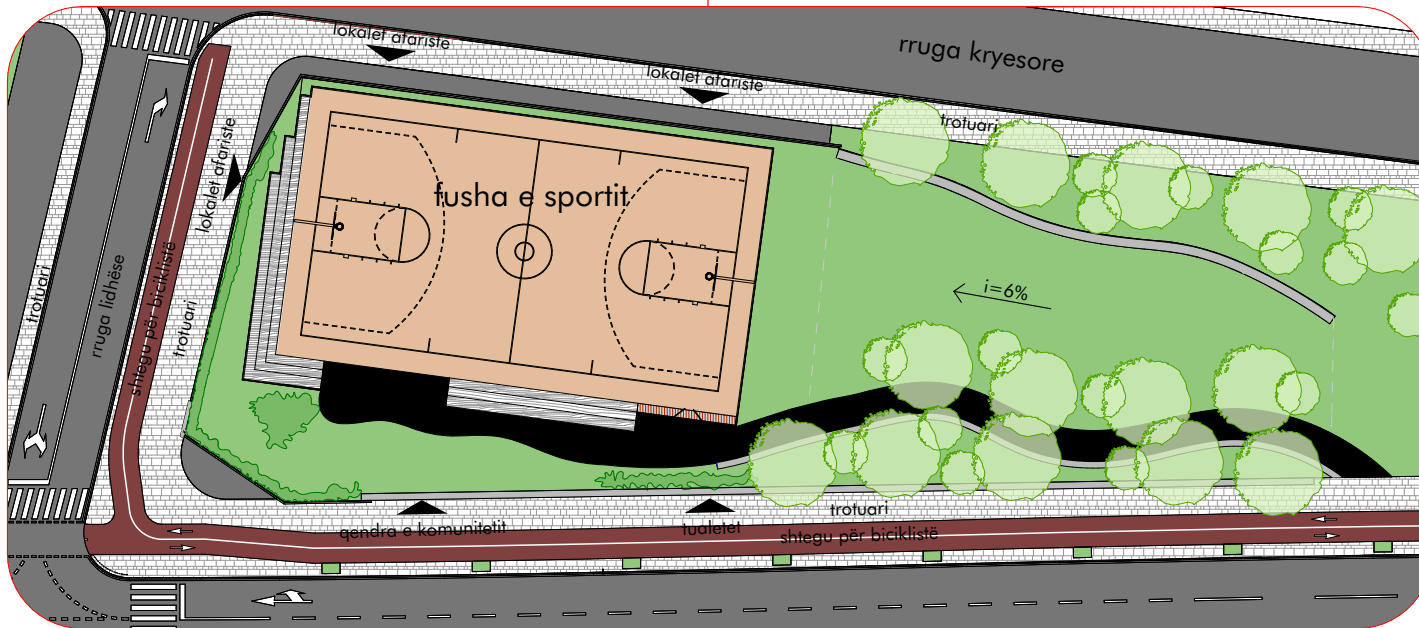 lokalet afariste
rruga kryesore
lokalet afariste
trotuari
lokalet afariste
fusha e sportit
trotuari
rruga lidhëse
shtegu për biciklistë
trotuari
i=6%
trotuari
qendra e komunitetit
tualetet
shtegu për biciklistë